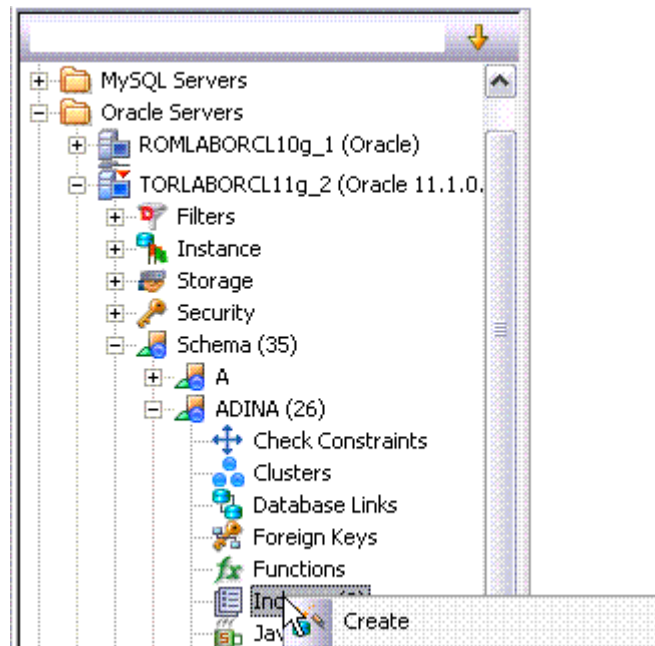 MySQL Servers
Oracle Servers
ROMLABORCL10g_1 (Oracle)
TORLABORCL11g_2 (Oracle 11.1.0.
Filters
Instance
Storage
Security
Schema (35)
A
ADINA (26)
Check Constraints
Clusters
Database Links
Foreign Keys
Functions
Create